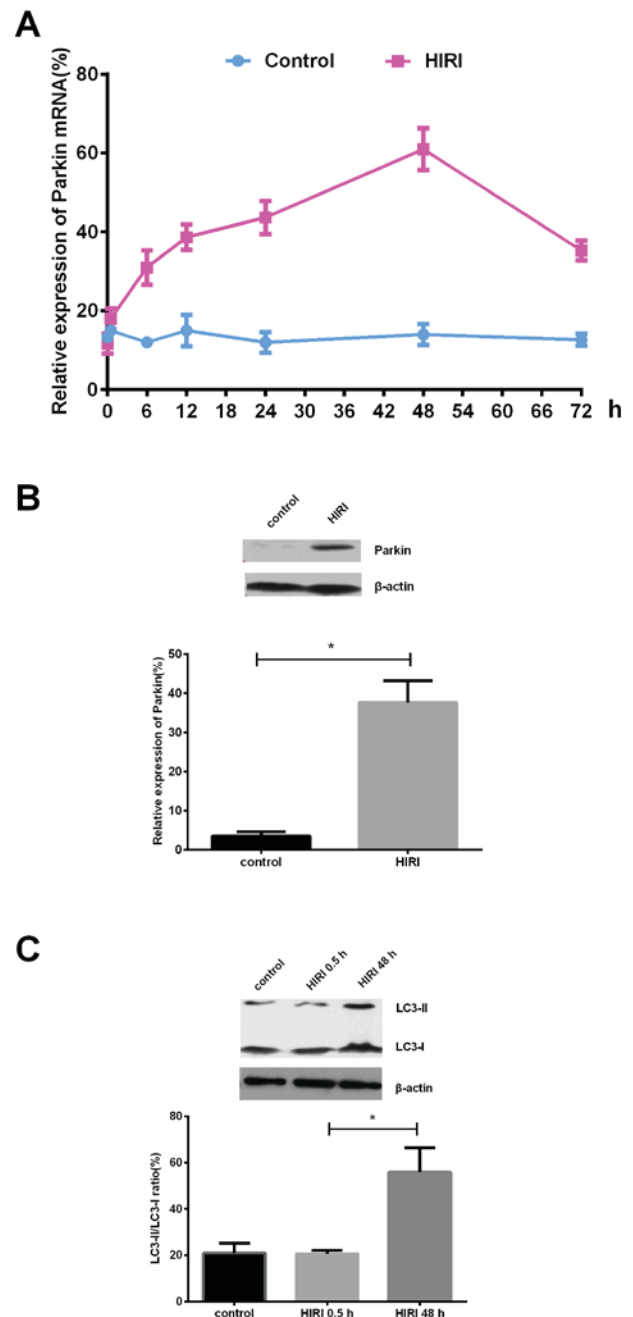 A
Control HIRI
Relative expression of Parkin mRNA(%)
80
60
40
20
0
0 6 12 18 24 30 36 42 48 54 60 66 72 h
B
control HIRI
Parkin
β-actin
*
Relative expression of Parkin(%)
50
40
30
20
10
0
control HIRI
C
control HIRI 0.5 h HIRI 48 h
LC3-II
LC3-I
β-actin
*
LC3-II/LC3-I ratio(%)
80
60
40
20
0
control HIRI 0.5 h HIRI 48 h